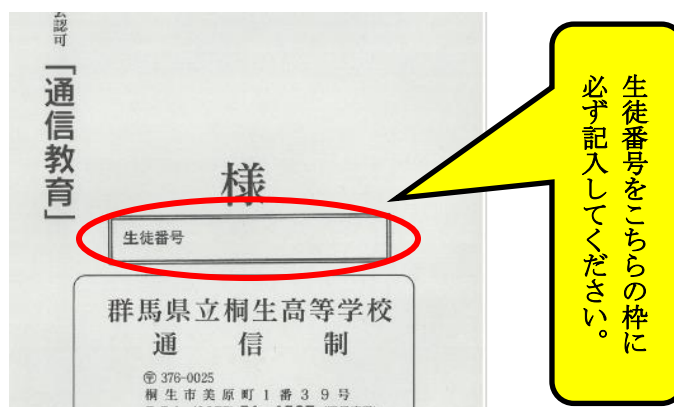 認可
「通信教育」
様
生徒番号
群馬県立桐生高等学校
通信制
〒376-0025
桐生市美原町1番39号
生徒番号をこちらの枠に
必ず記入してください。